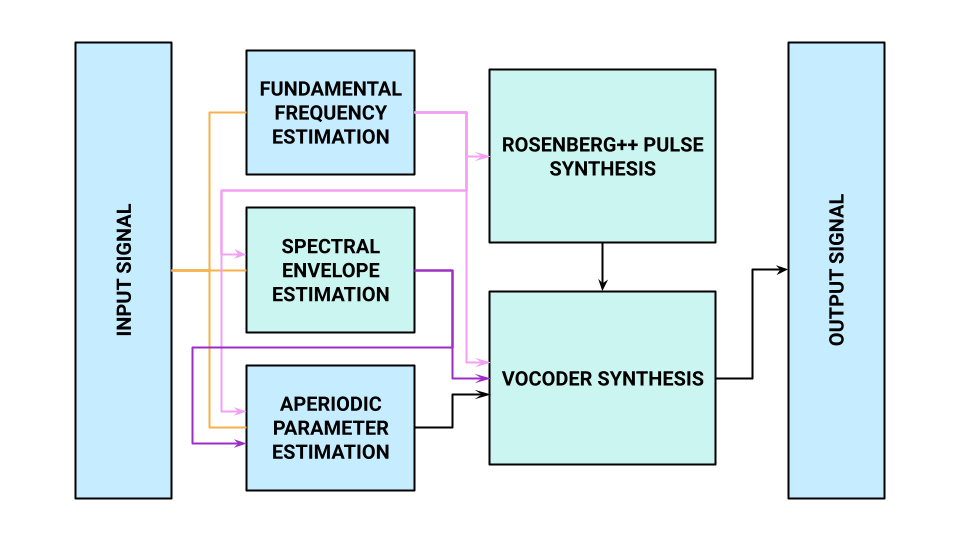 INPUT SIGNAL
FUNDAMENTAL
FREQUENCY
ESTIMATION
SPECTRAL
ENVELOPE
ESTIMATION
APERIODIC
PARAMETER
ESTIMATION
ROSENBERG++ PULSE
SYNTHESIS
VOCODER SYNTHESIS
OUTPUT SIGNAL